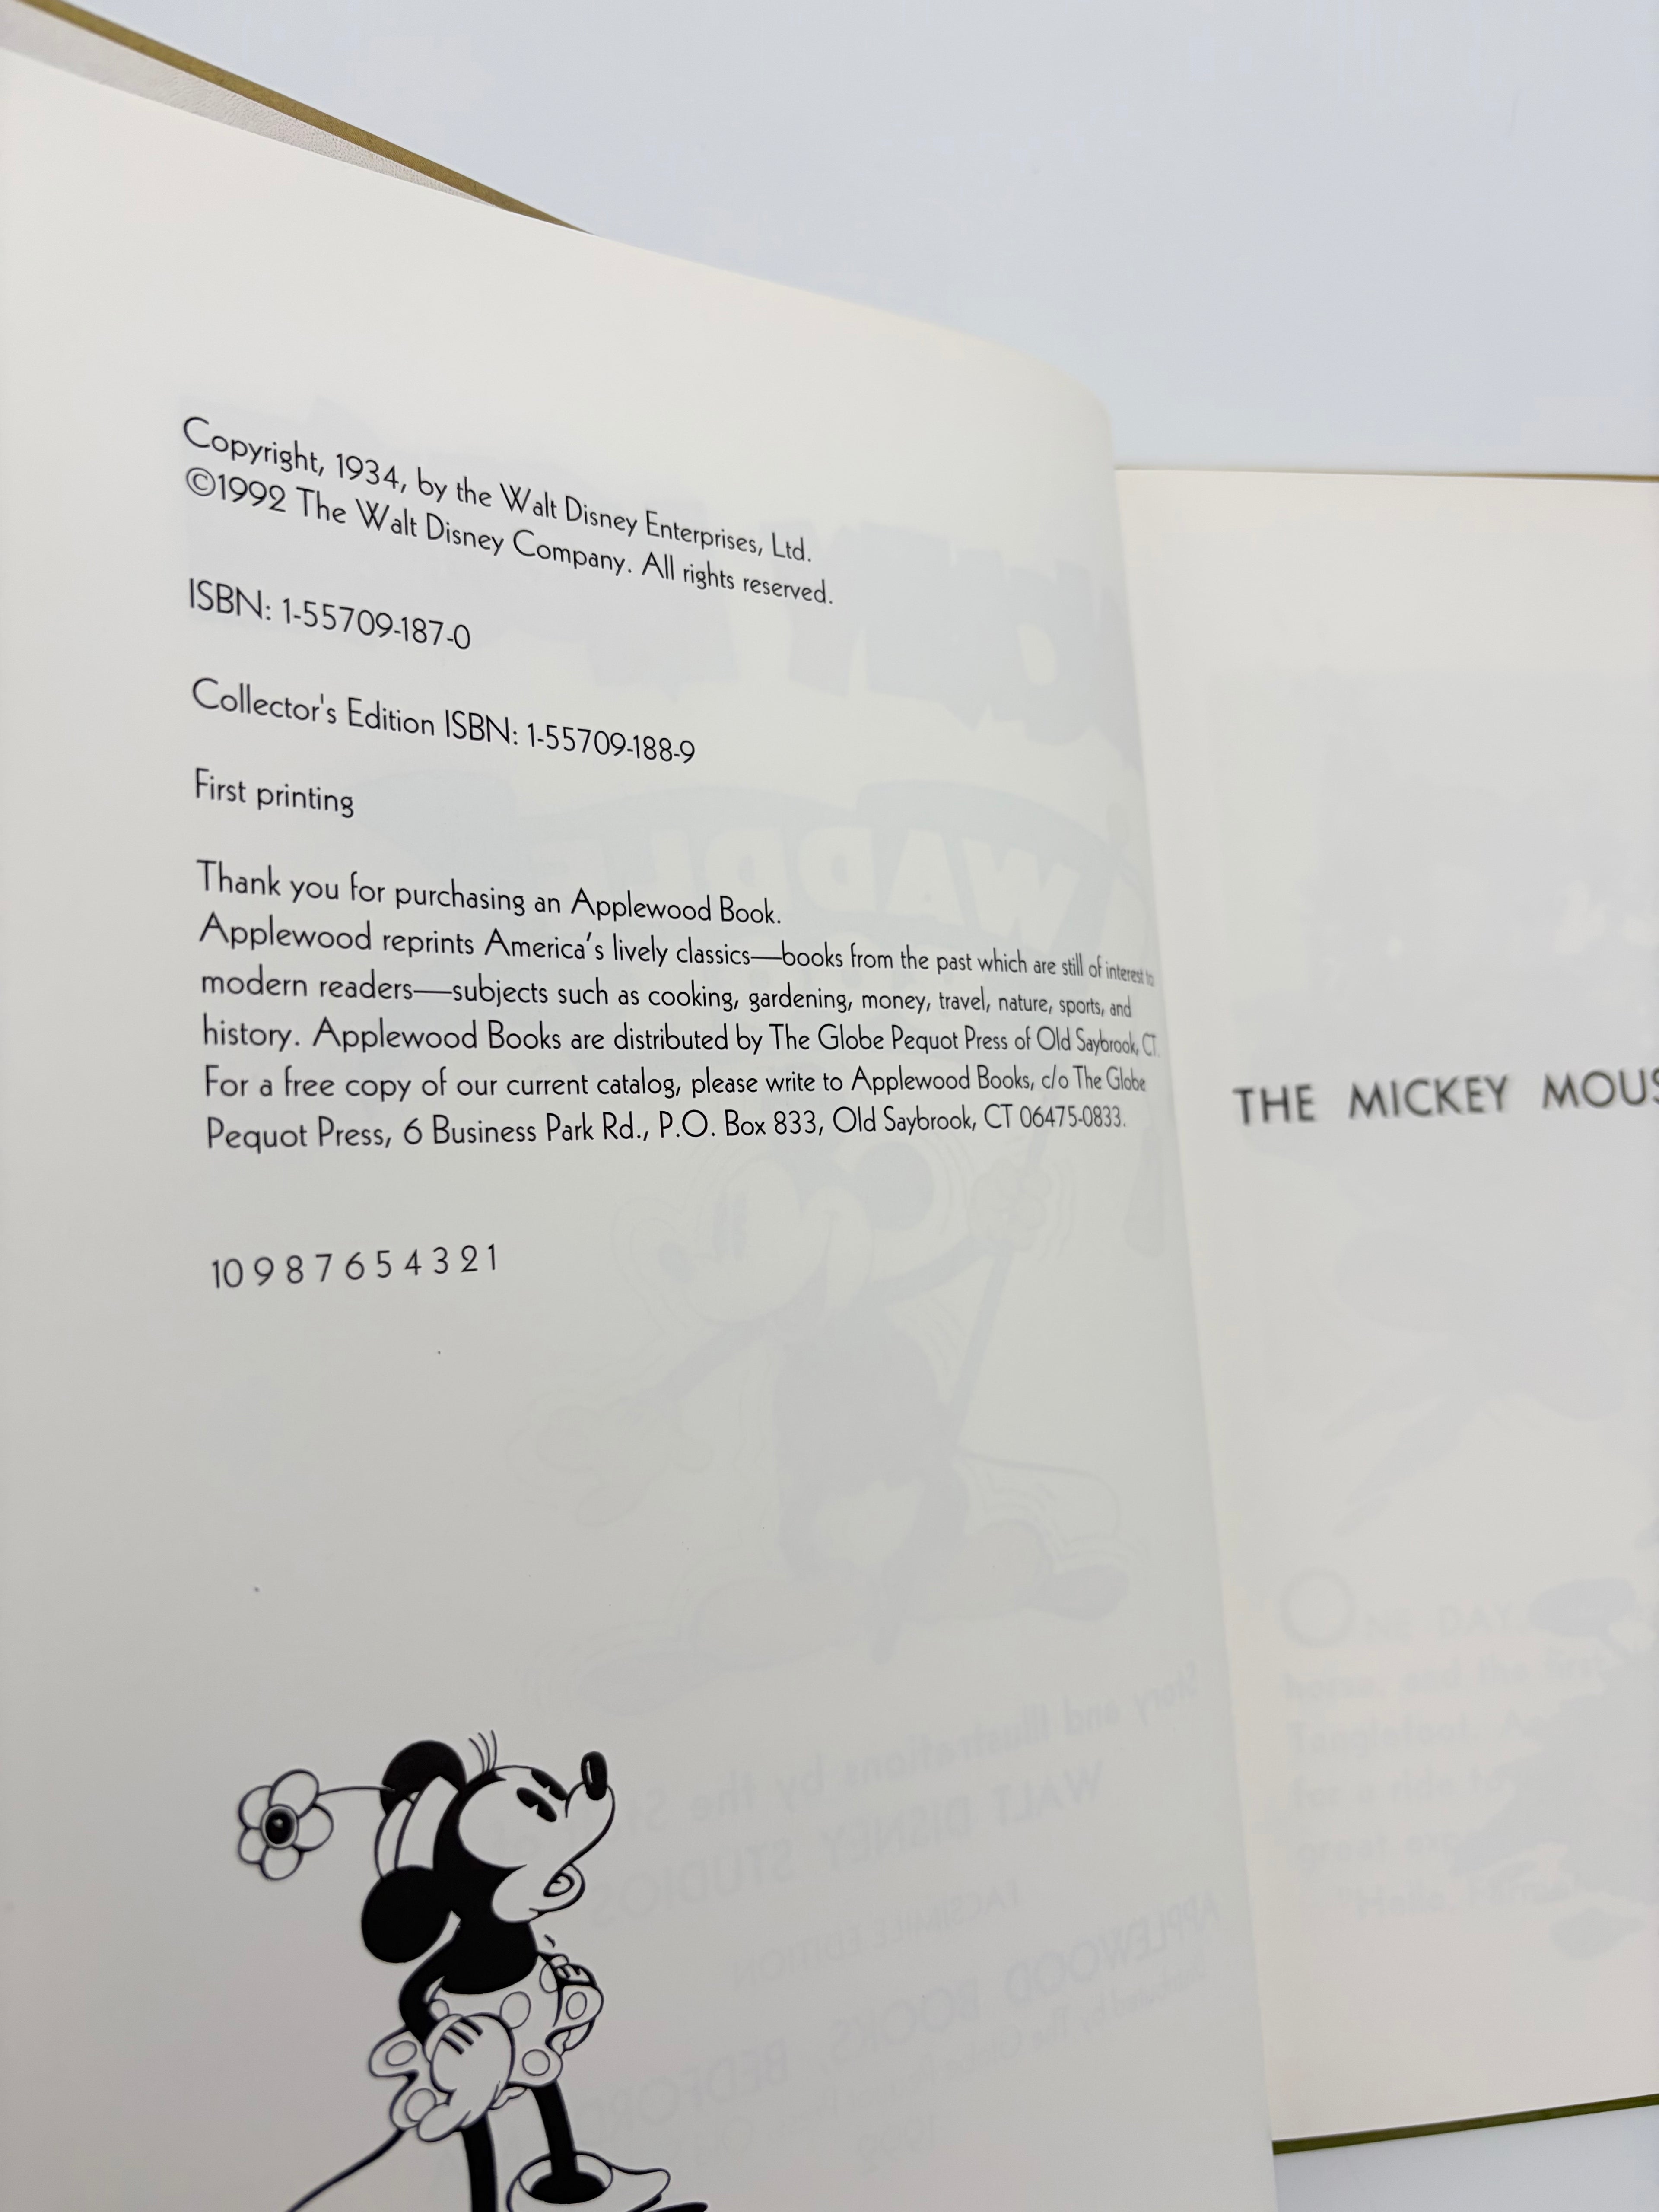 Copyright, 1934, by the Walt Disney Enterprises, Ltd.
©1992 The Walt Disney Company. All rights reserved.
ISBN: 1-55709-187-0
Collector's Edition ISBN: 1-55709-188-9
First printing
Thank you for purchasing an Applewood Book.
Applewood reprints America's lively classics—books from the past which are still of interest to
modern readers—subjects such as cooking, gardening, money, travel, nature, sports, and
history. Applewood Books are distributed by The Globe Pequot Press of Old Saybrook, CT.
For a free copy of our current catalog, please write to Applewood Books, c/o The Globe
Pequot Press, 6 Business Park Rd., P.O. Box 833, Old Saybrook, CT 06475-0833.
10 9 8 7 6 5 4 3 2 1
THE MICKEY MOUS